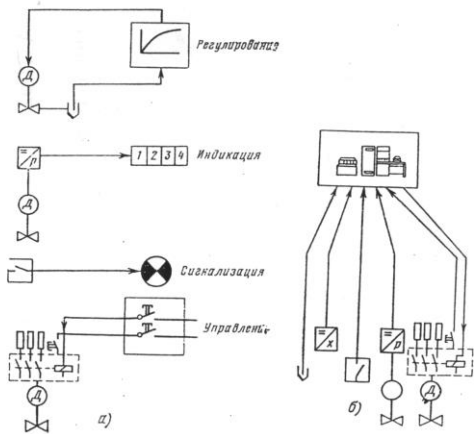 Регулирование
Д
= p
1 2 3 4
Индикация
Д
Сигнализация
Управление
Д
а)
= x
= p
Д
б)